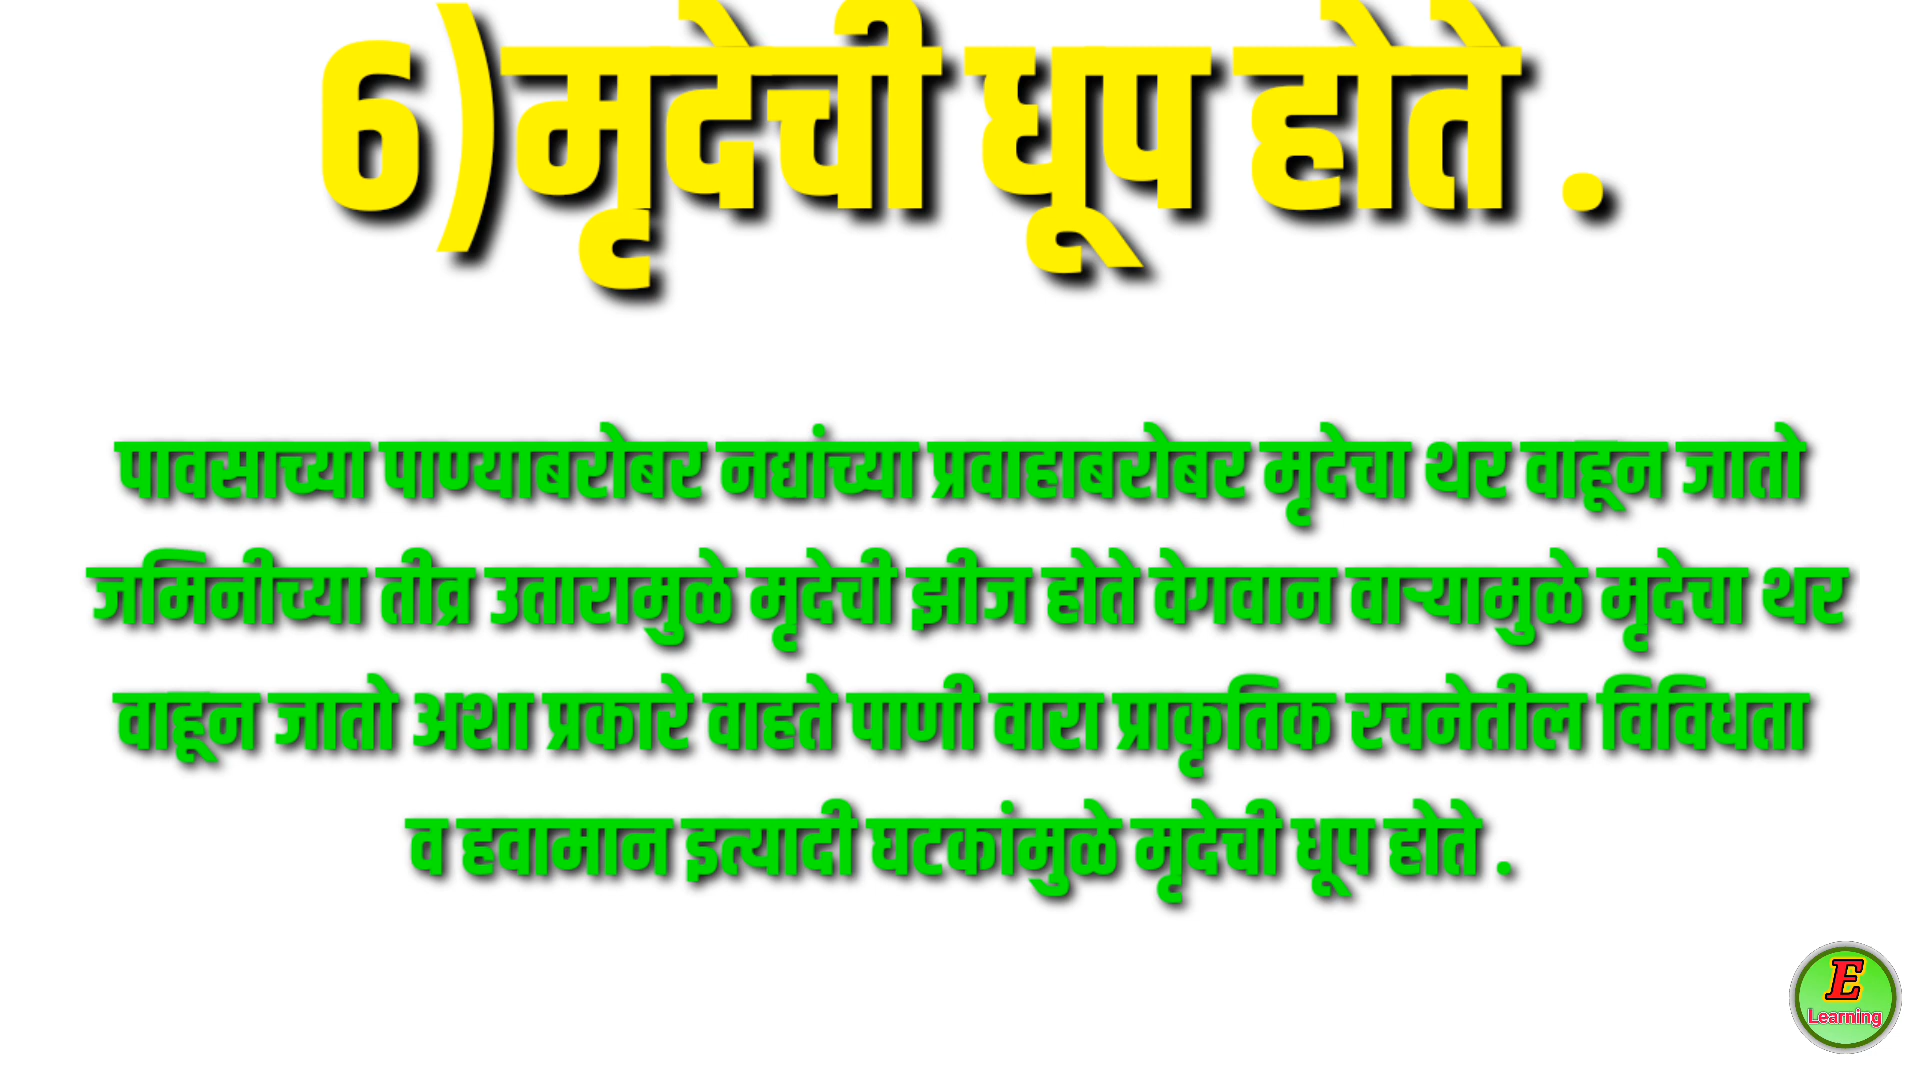 6)मृदेची धूप होते .
पावसाच्या पाण्याबरोबर नद्यांच्या प्रवाहाबरोबर मृदेचा थर वाहून जातो
जमिनीच्या तीव्र उतारामुळे मृदेची झीज होते वेगवान वाऱ्यामुळे मृदेचा थर
वाहून जातो अशा प्रकारे वाहते पाणी वारा प्राकृतिक रचनेतील विविधता
व हवामान इत्यादी घटकांमुळे मृदेची धूप होते .
E
Learning